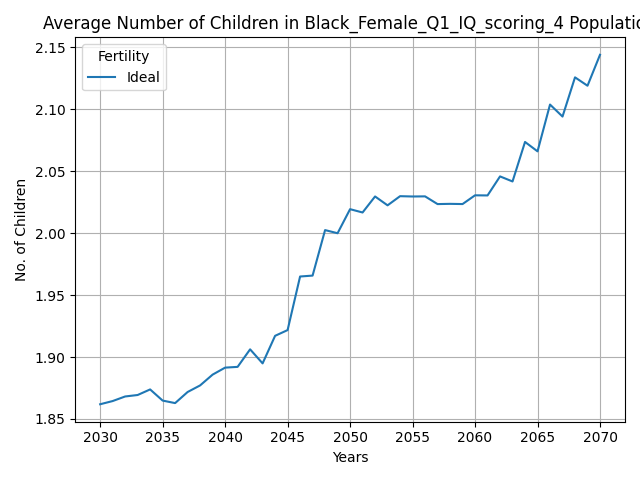 Average Number of Children in Black_Female_Q1_IQ_scoring_4 Populatio
Fertility
Ideal
2.15
2.10
2.05
2.00
1.95
1.90
1.85
No. of Children
2030 2035 2040 2045 2050 2055 2060 2065 2070
Years